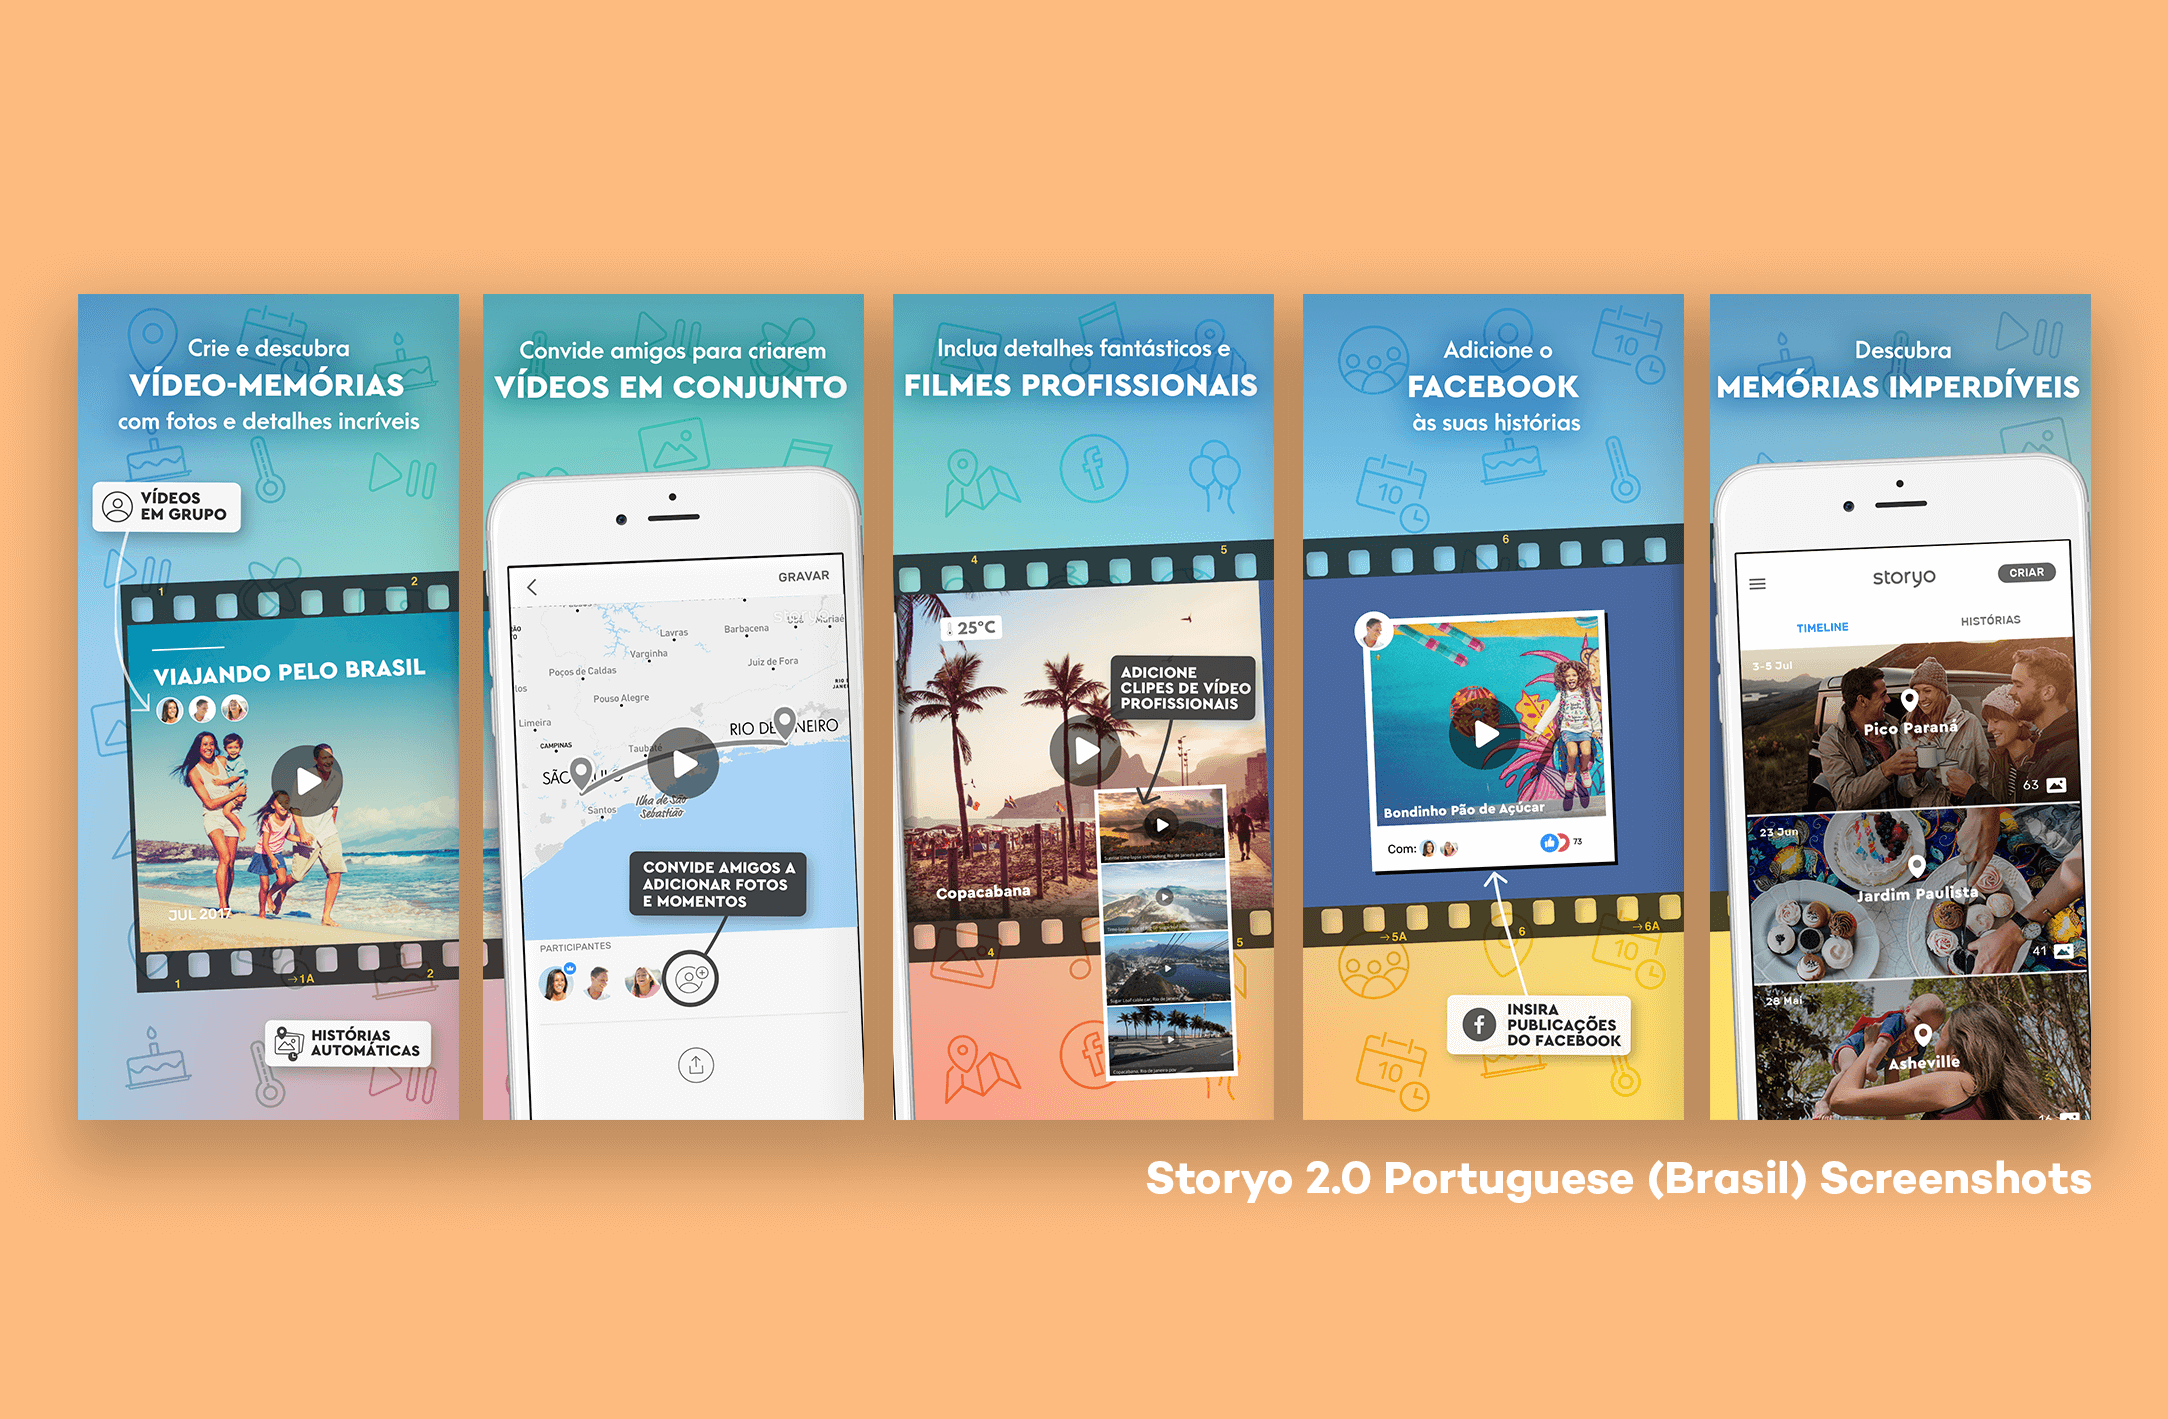 Crie e descubra
VÍDEO-MEMÓRIAS
com fotos e detalhes incríveis
VÍDEOS
EM GRUPO
1
2
VIAJANDO PELO BRASIL
JUL 2017
1
→1A
2
HISTÓRIAS
AUTOMÁTICAS
Convide amigos para criarem
VÍDEOS EM CONJUNTO
GRAVAR
Lavras
Barbacena
Varginha
Juiz de Fora
Poços de Caldas
Pouso Alegre
Limeira
RIO DE NEIRO
CAMPINAS
Taubaté
Santos
Ilha de São
Sebastião
CONVIDE AMIGOS A
ADICIONAR FOTOS
E MOMENTOS
PARTICIPANTES
Inclua detalhes fantásticos e
FILMES PROFISSIONAIS
4
5
25°C
ADICIONE
CLIPES DE VÍDEO
PROFISSIONAIS
Copacabana
4
5
Adicione o
FACEBOOK
às suas histórias
10
10
6
Bondinho Pão de Açúcar
Com:
73
→5A
6
→6A
10
INSIRA
PUBLICAÇÕES
DO FACEBOOK
10
Descubra
MEMÓRIAS IMPERDÍVEIS
storyo
CRIAR
TIMELINE
HISTÓRIAS
3-5 Jul
Pico Paraná
63
23 Jun
Jardim Paulista
41
28 Mai
Asheville
Storyo 2.0 Portuguese (Brasil) Screenshots